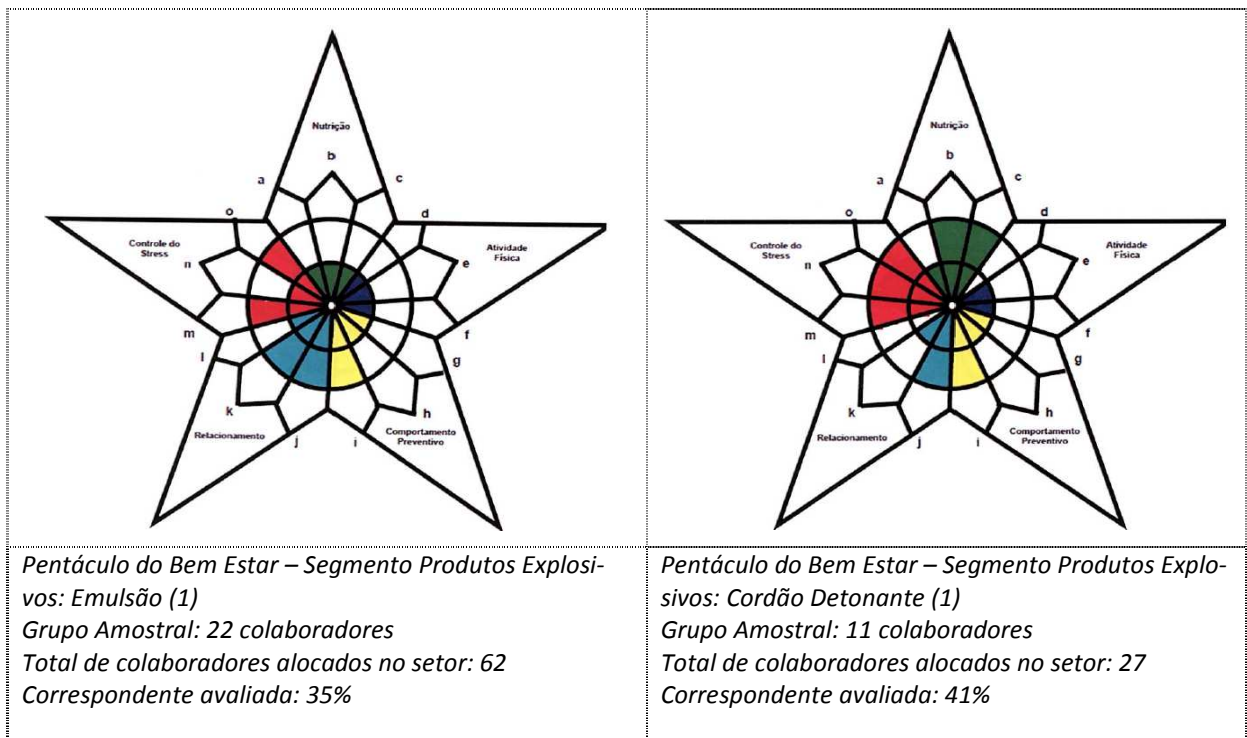 Nutrição
b
a
c
o
d
Controle do
Stress
Atividade
Física
n
e
m
f
l
g
k
h
Relacionamento
Comportamento
Preventivo
j
i
Pentáculo do Bem Estar – Segmento Produtos Explosi-
vos: Emulsão (1)
Grupo Amostral: 22 colaboradores
Total de colaboradores alocados no setor: 62
Correspondente avaliada: 35%
Nutrição
b
a
c
o
d
Controle do
Stress
Atividade
Física
n
e
m
f
l
g
k
h
Relacionamento
Comportamento
Preventivo
j
i
Pentáculo do Bem Estar – Segmento Produtos Explo-
sivos: Cordão Detonante (1)
Grupo Amostral: 11 colaboradores
Total de colaboradores alocados no setor: 27
Correspondente avaliada: 41%